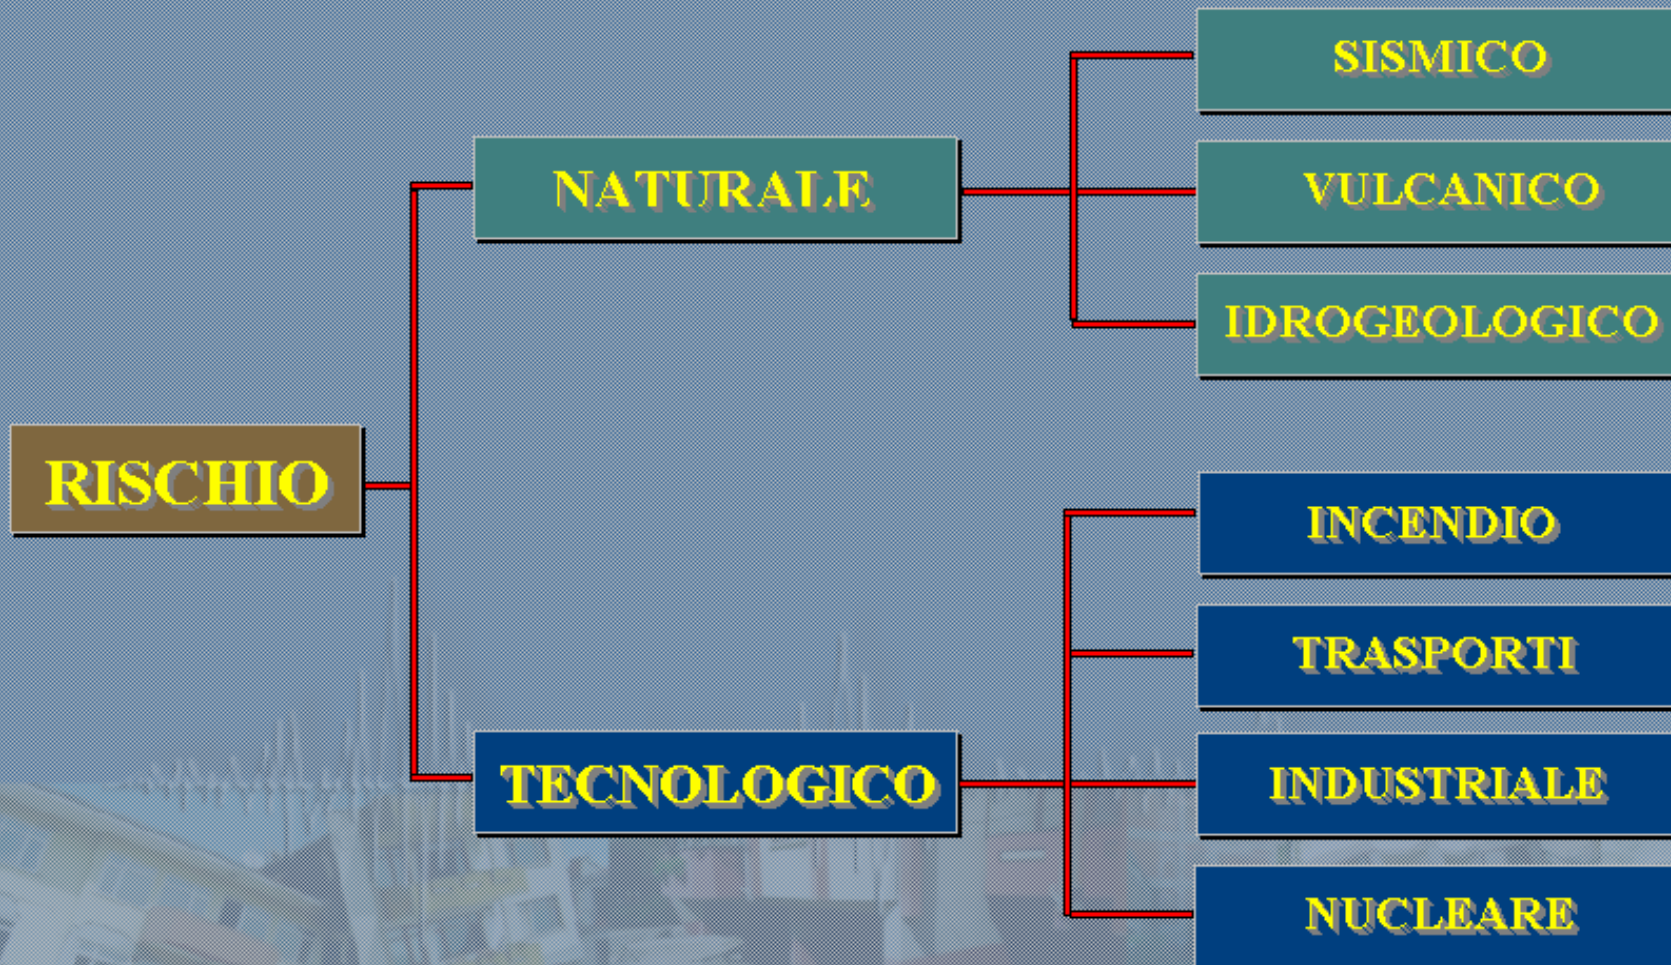 SISMICO
NATURALE
VULCANICO
IDROGEOLOGICO
RISCHIO
INCENDIO
TRASPORTI
TECNOLOGICO
INDUSTRIALE
NUCLEARE